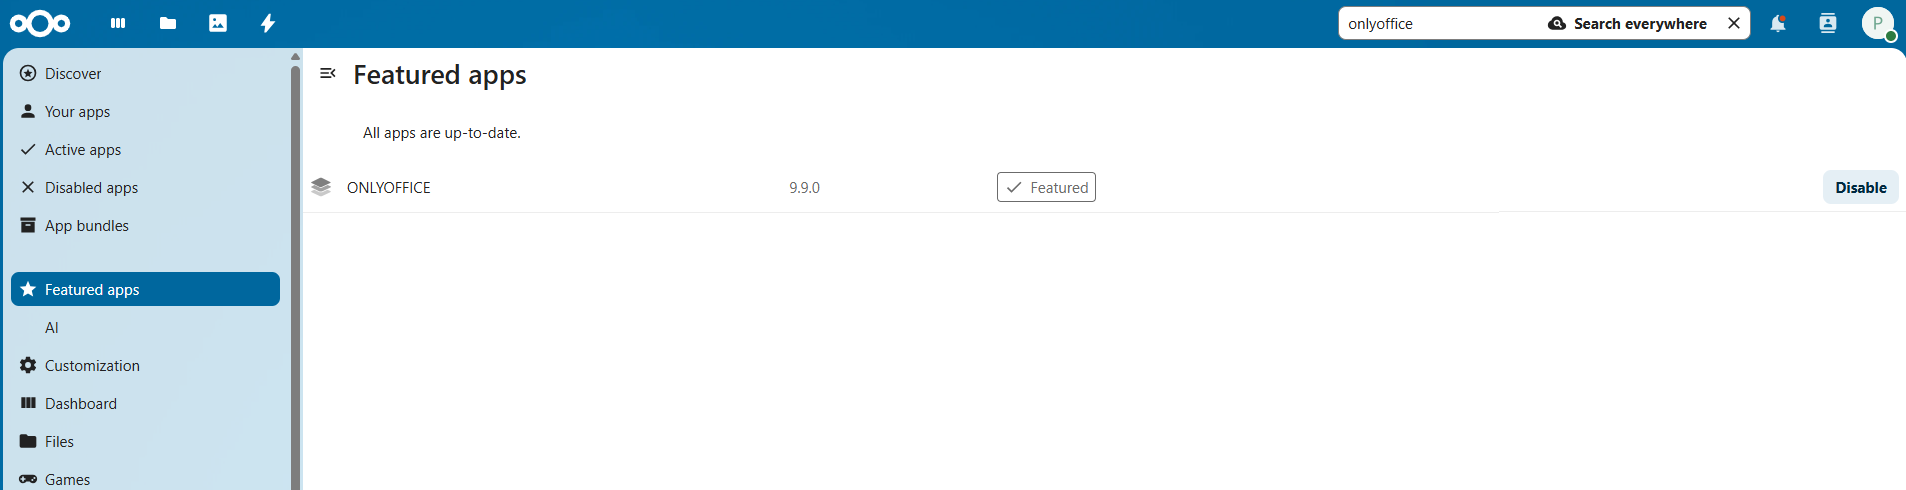 onlyoffice
Search everywhere
P
Discover
Your apps
Active apps
Disabled apps
App bundles
Featured apps
AI
Customization
Dashboard
Files
Games
Featured apps
All apps are up-to-date.
ONLYOFFICE 9.9.0 Featured Disable